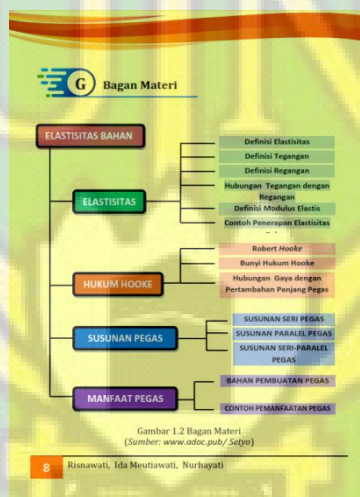 G Bagan Materi
ELASTISITAS BAHAN
ELASTISITAS
Definisi Elastisitas
Definisi Tegangan
Definisi Regangan
Hubungan Tegangan dengan
Regangan
Definisi Modulus Elastis
Contoh Penerapan Elastisitas
HUKUM HOOKE
Robert Hooke
Bunyi Hukum Hooke
Hubungan Gaya dengan
Pertambahan Panjang Pegas
SUSUNAN PEGAS
SUSUNAN SERI PEGAS
SUSUNAN PARALEL PEGAS
SUSUNAN SERI-PARALEL
PEGAS
MANFAAT PEGAS
BAHAN PEMBUATAN PEGAS
CONTOH PEMANFAATAN PEGAS
Gambar 1.2 Bagan Materi
(Sumber: www.adoc.pub/ Setyo)
8 Risnawati, Ida Meutiawati, Nurhayati